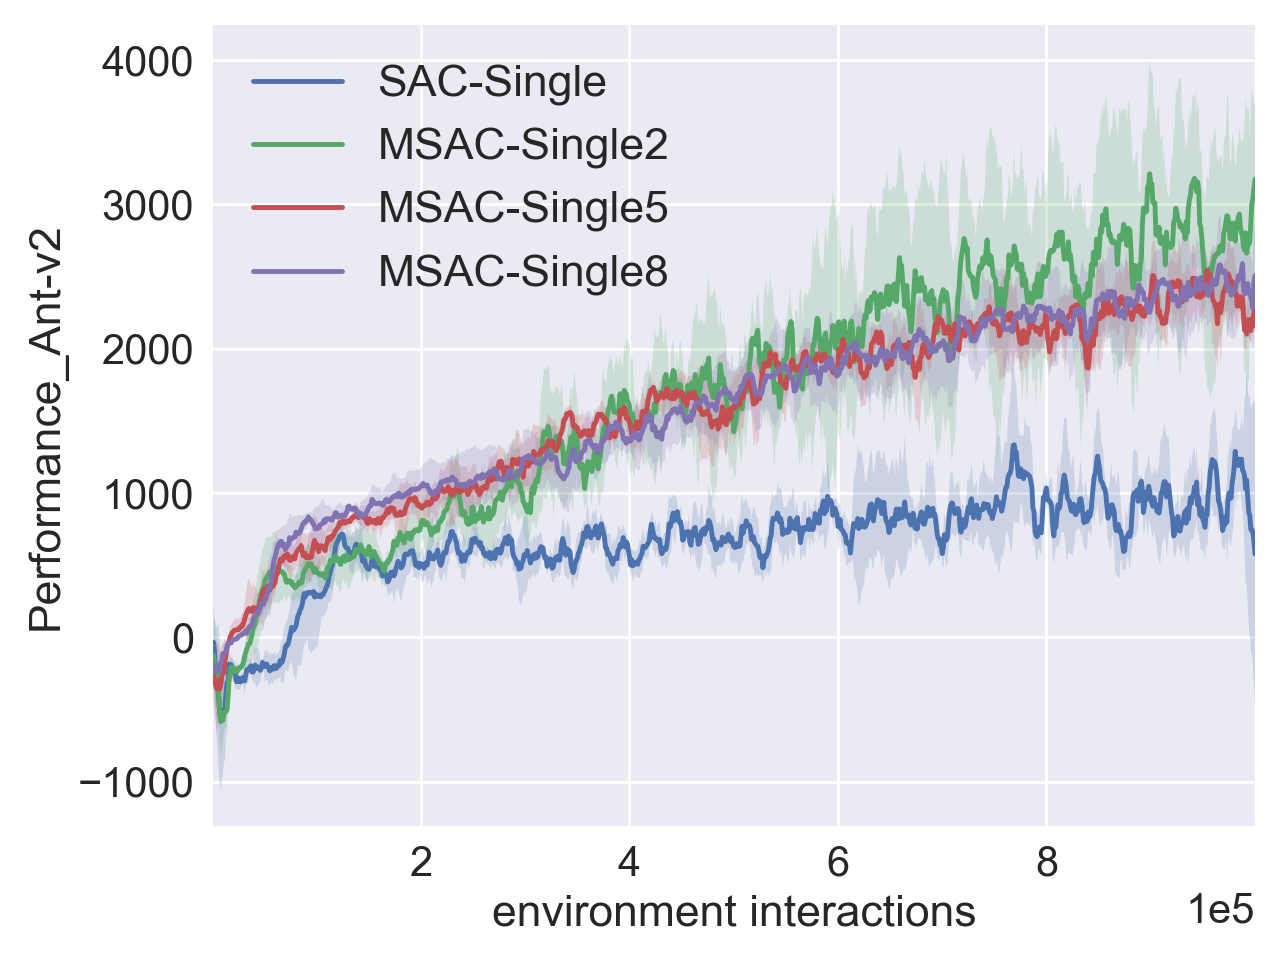 4000
3000
2000
1000
0
−1000
Performance_Ant-v2
SAC-Single
MSAC-Single2
MSAC-Single5
MSAC-Single8
2 4 6 8
environment interactions
1e5